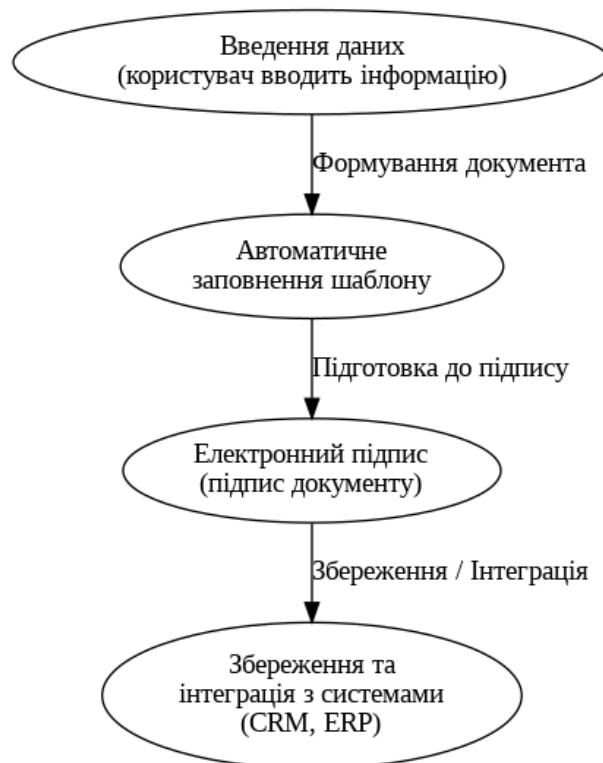 Введення даних
(користувач вводить інформацію)
Формування документа
Автоматичне
заповнення шаблону
Підготовка до підпису
Електронний підпис
(підпис документу)
Збереження / Інтеграція
Збереження та
інтеграція з системами
(CRM, ERP)